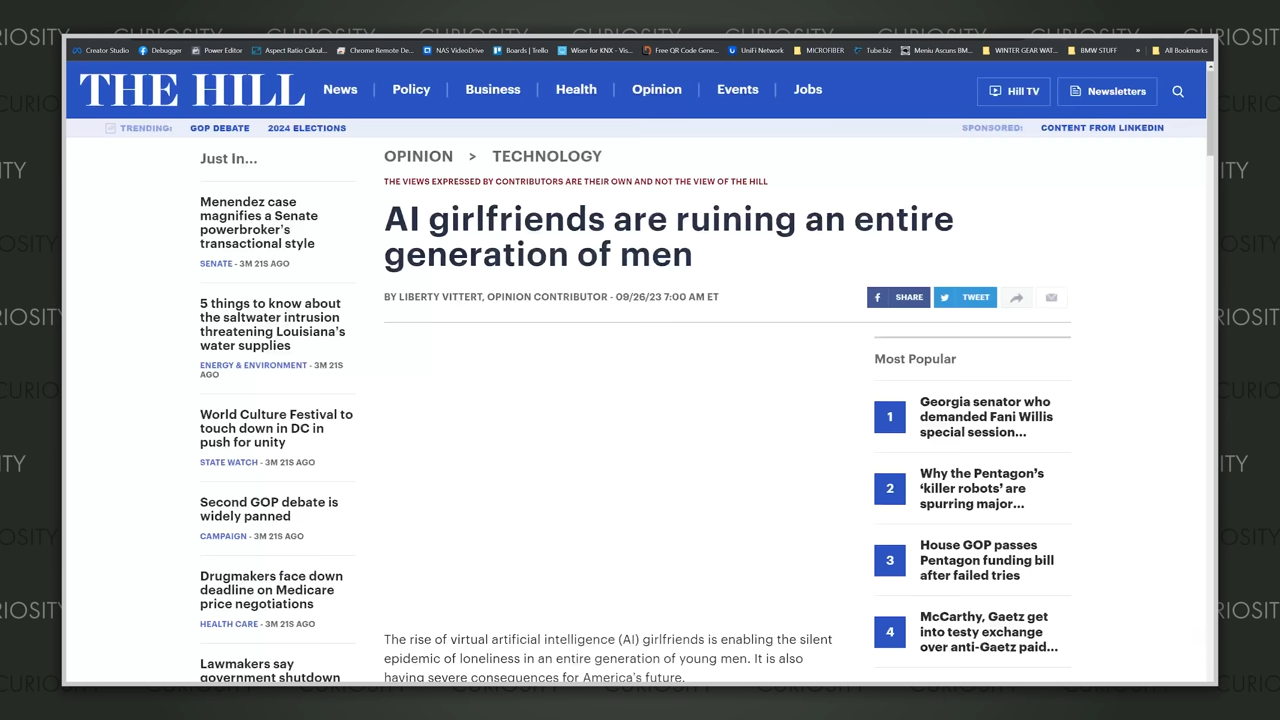 CURIOSITY
Creator Studio
Debugger
Power Editor
Aspect Ratio Calcul...
Chrome Remote De...
NAS VideoDrive
Boards | Trello
Wiser for KNX - Vis...
Free QR Code Gene...
UniFi Network
MICROFIBER
Tube.biz
Meniu Ascuns BM...
WINTER GEAR WAT...
BMW STUFF
»
All Bookmarks
THE HILL
News
Policy
Business
Health
Opinion
Events
Jobs
Hill TV
Newsletters
TRENDING:
GOP DEBATE
2024 ELECTIONS
SPONSORED:
CONTENT FROM LINKEDIN
Just In...
Menendez case
magnifies a Senate
powerbroker's
transactional style
SENATE - 3M 21S AGO
5 things to know about
the saltwater intrusion
threatening Louisiana's
water supplies
ENERGY & ENVIRONMENT - 3M 21S
AGO
World Culture Festival to
touch down in DC in
push for unity
STATE WATCH - 3M 21S AGO
Second GOP debate is
widely panned
CAMPAIGN - 3M 21S AGO
Drugmakers face down
deadline on Medicare
price negotiations
HEALTH CARE - 3M 21S AGO
Lawmakers say
government shutdown
OPINION > TECHNOLOGY
THE VIEWS EXPRESSED BY CONTRIBUTORS ARE THEIR OWN AND NOT THE VIEW OF THE HILL
AI girlfriends are ruining an entire
generation of men
BY LIBERTY VITTERT, OPINION CONTRIBUTOR - 09/26/23 7:00 AM ET
SHARE
TWEET
The rise of virtual artificial intelligence (AI) girlfriends is enabling the silent
epidemic of loneliness in an entire generation of young men. It is also
having severe consequences for America's future.
Most Popular
1
Georgia senator who
demanded Fani Willis
special session...
2
Why the Pentagon's
'killer robots' are
spurring major...
3
House GOP passes
Pentagon funding bill
after failed tries
4
McCarthy, Gaetz get
into testy exchange
over anti-Gaetz paid...